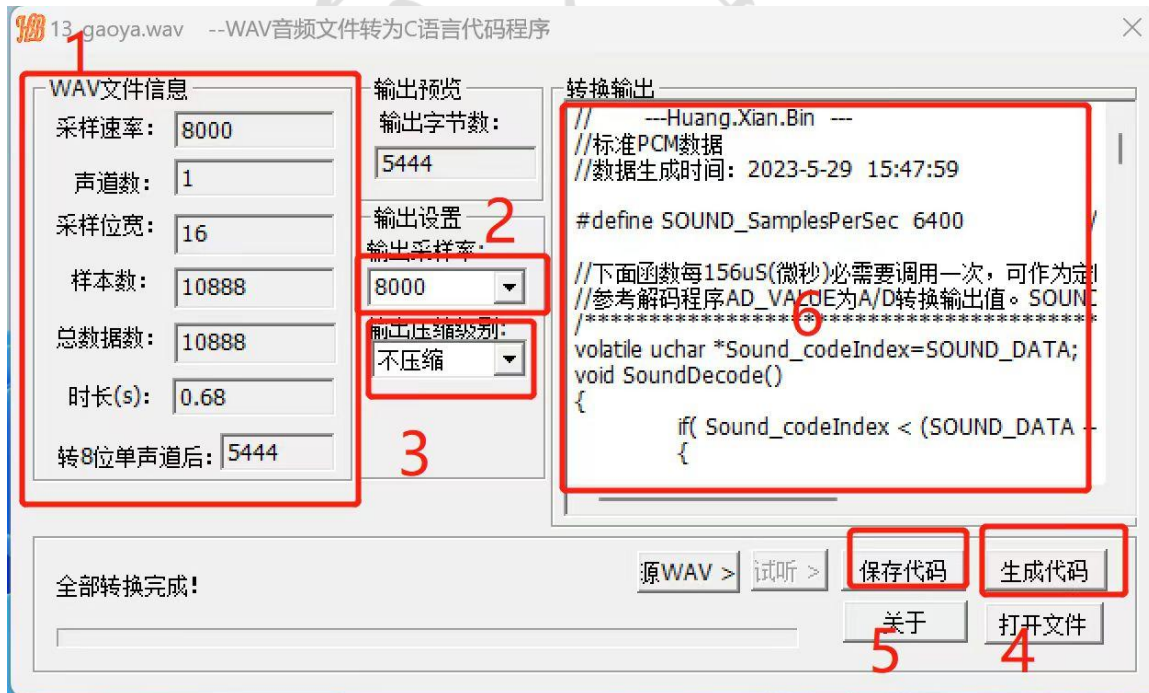 13_gaoya.wav --WAV音频文件转为C语言代码程序
1
WAV文件信息
采样速率： 8000
声道数： 1
采样位宽： 16
样本数： 10888
总数据数： 10888
时长(s)： 0.68
转8位单声道后： 5444
输出预览
输出字节数：
5444
输出设置
2
输出采样率：
8000
输出压缩级别：
不压缩
3
转换输出
// ---Huang.Xian.Bin ---
//标准PCM数据
//数据生成时间：2023-5-29 15:47:59
#define SOUND_SamplesPerSec 6400 /
//下面函数每156uS(微秒)必需要调用一次，可作为定
//参考解码程序AD_VALUE为A/D转换输出值。SOUND
/****************************************
6
volatile uchar *Sound_codeIndex=SOUND_DATA;
void SoundDecode()
{
if( Sound_codeIndex < (SOUND_DATA -
{
全部转换完成!
源WAV >
试听 >
保存代码
生成代码
关于
打开文件
5
4